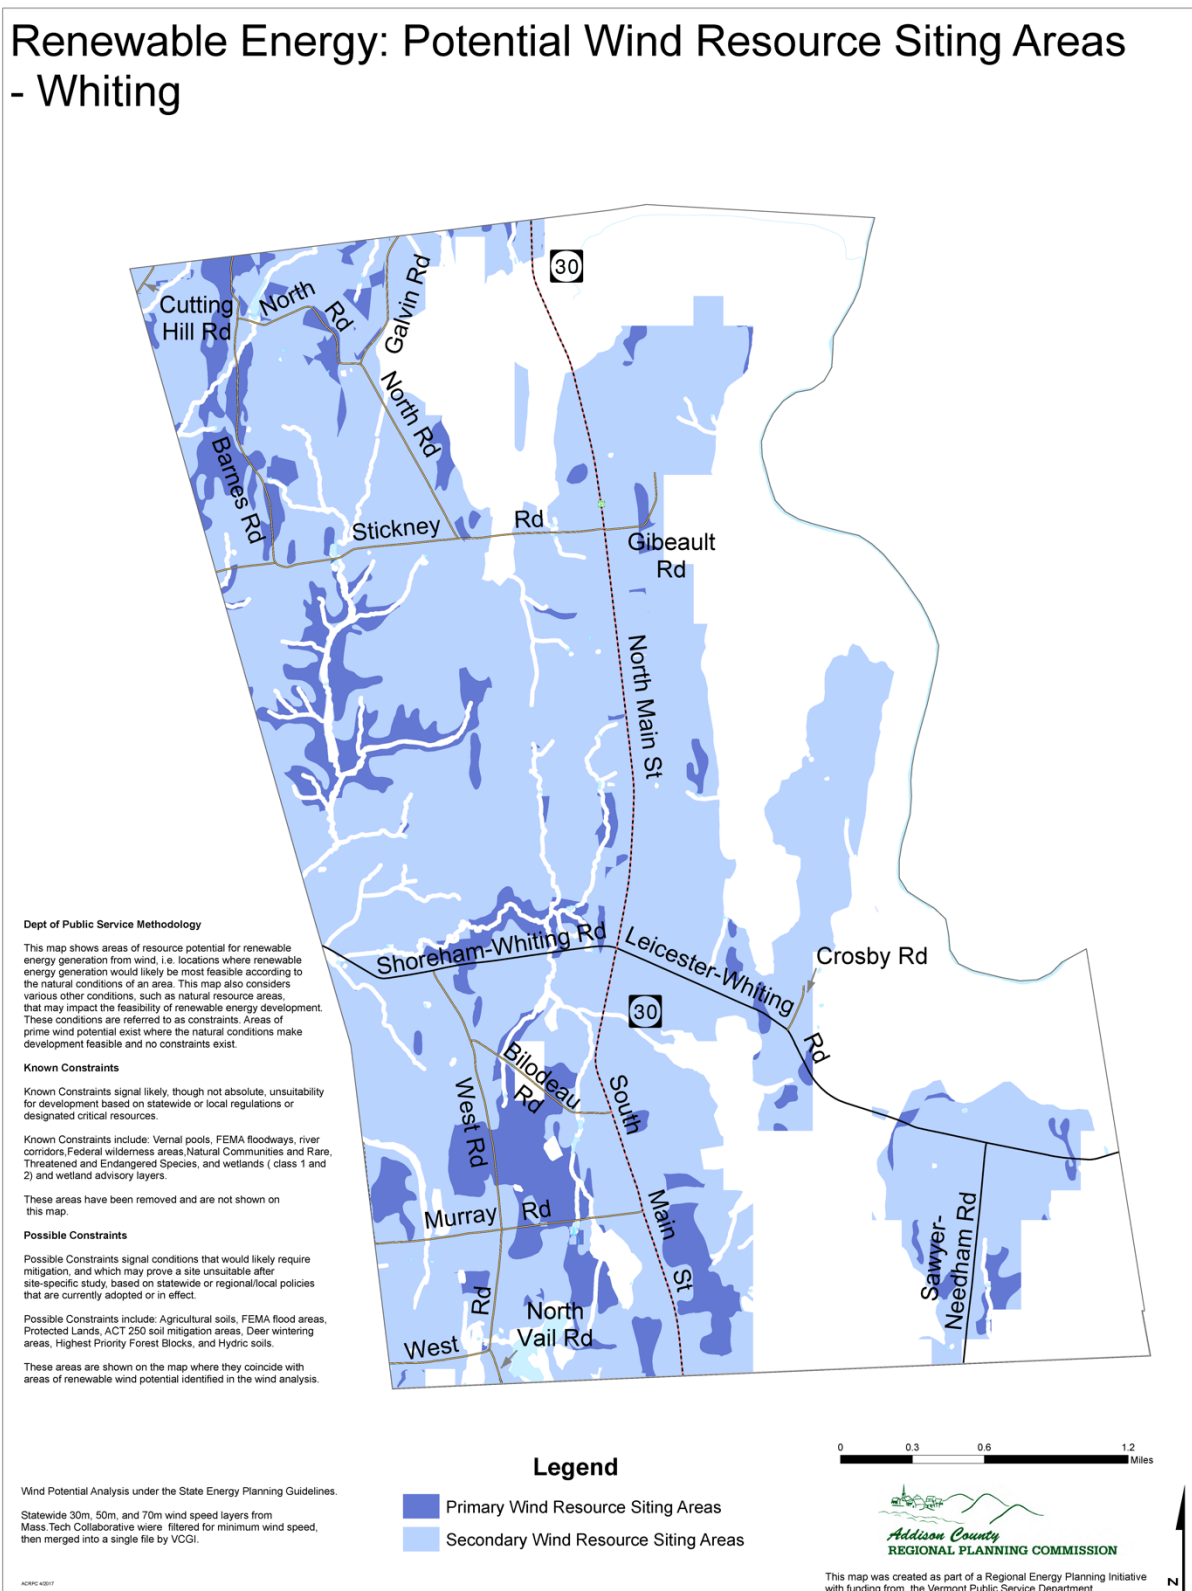 Renewable Energy: Potential Wind Resource Siting Areas
- Whiting
30
Cutting
Hill Rd
North
Rd
Galvin Rd
North Rd
Barnes Rd
Stickney
Rd
Gibeault
Rd
North Main St
Shoreham-Whiting Rd
Leicester-Whiting
Rd
Crosby Rd
30
Bilodeau
Rd
West Rd
South
Main
St
Murray
Rd
Sawyer-
Needham Rd
Rd
West
North
Vail Rd
Dept of Public Service Methodology
This map shows areas of resource potential for renewable
energy generation from wind, i.e. locations where renewable
energy generation would likely be most feasible according to
the natural conditions of an area. This map also considers
various other conditions, such as natural resource areas,
that may impact the feasibility of renewable energy development.
These conditions are referred to as constraints. Areas of
prime wind potential exist where the natural conditions make
development feasible and no constraints exist.
Known Constraints
Known Constraints signal likely, though not absolute, unsuitability
for development based on statewide or local regulations or
designated critical resources.
Known Constraints include: Vernal pools, FEMA floodways, river
corridors,Federal wilderness areas,Natural Communities and Rare,
Threatened and Endangered Species, and wetlands ( class 1 and
2) and wetland advisory layers.
These areas have been removed and are not shown on
this map.
Possible Constraints
Possible Constraints signal conditions that would likely require
mitigation, and which may prove a site unsuitable after
site-specific study, based on statewide or regional/local policies
that are currently adopted or in effect.
Possible Constraints include: Agricultural soils, FEMA flood areas,
Protected Lands, ACT 250 soil mitigation areas, Deer wintering
areas, Highest Priority Forest Blocks, and Hydric soils.
These areas are shown on the map where they coincide with
areas of renewable wind potential identified in the wind analysis.
Wind Potential Analysis under the State Energy Planning Guidelines.
Statewide 30m, 50m, and 70m wind speed layers from
Mass.Tech Collaborative wiere filtered for minimum wind speed,
then merged into a single file by VCGI.
ACRPC 4/2017
Legend
Primary Wind Resource Siting Areas
Secondary Wind Resource Siting Areas
0 0.3 0.6 1.2
Miles
Addison County
REGIONAL PLANNING COMMISSION
This map was created as part of a Regional Energy Planning Initiative
with funding from the Vermont Public Service Department
N